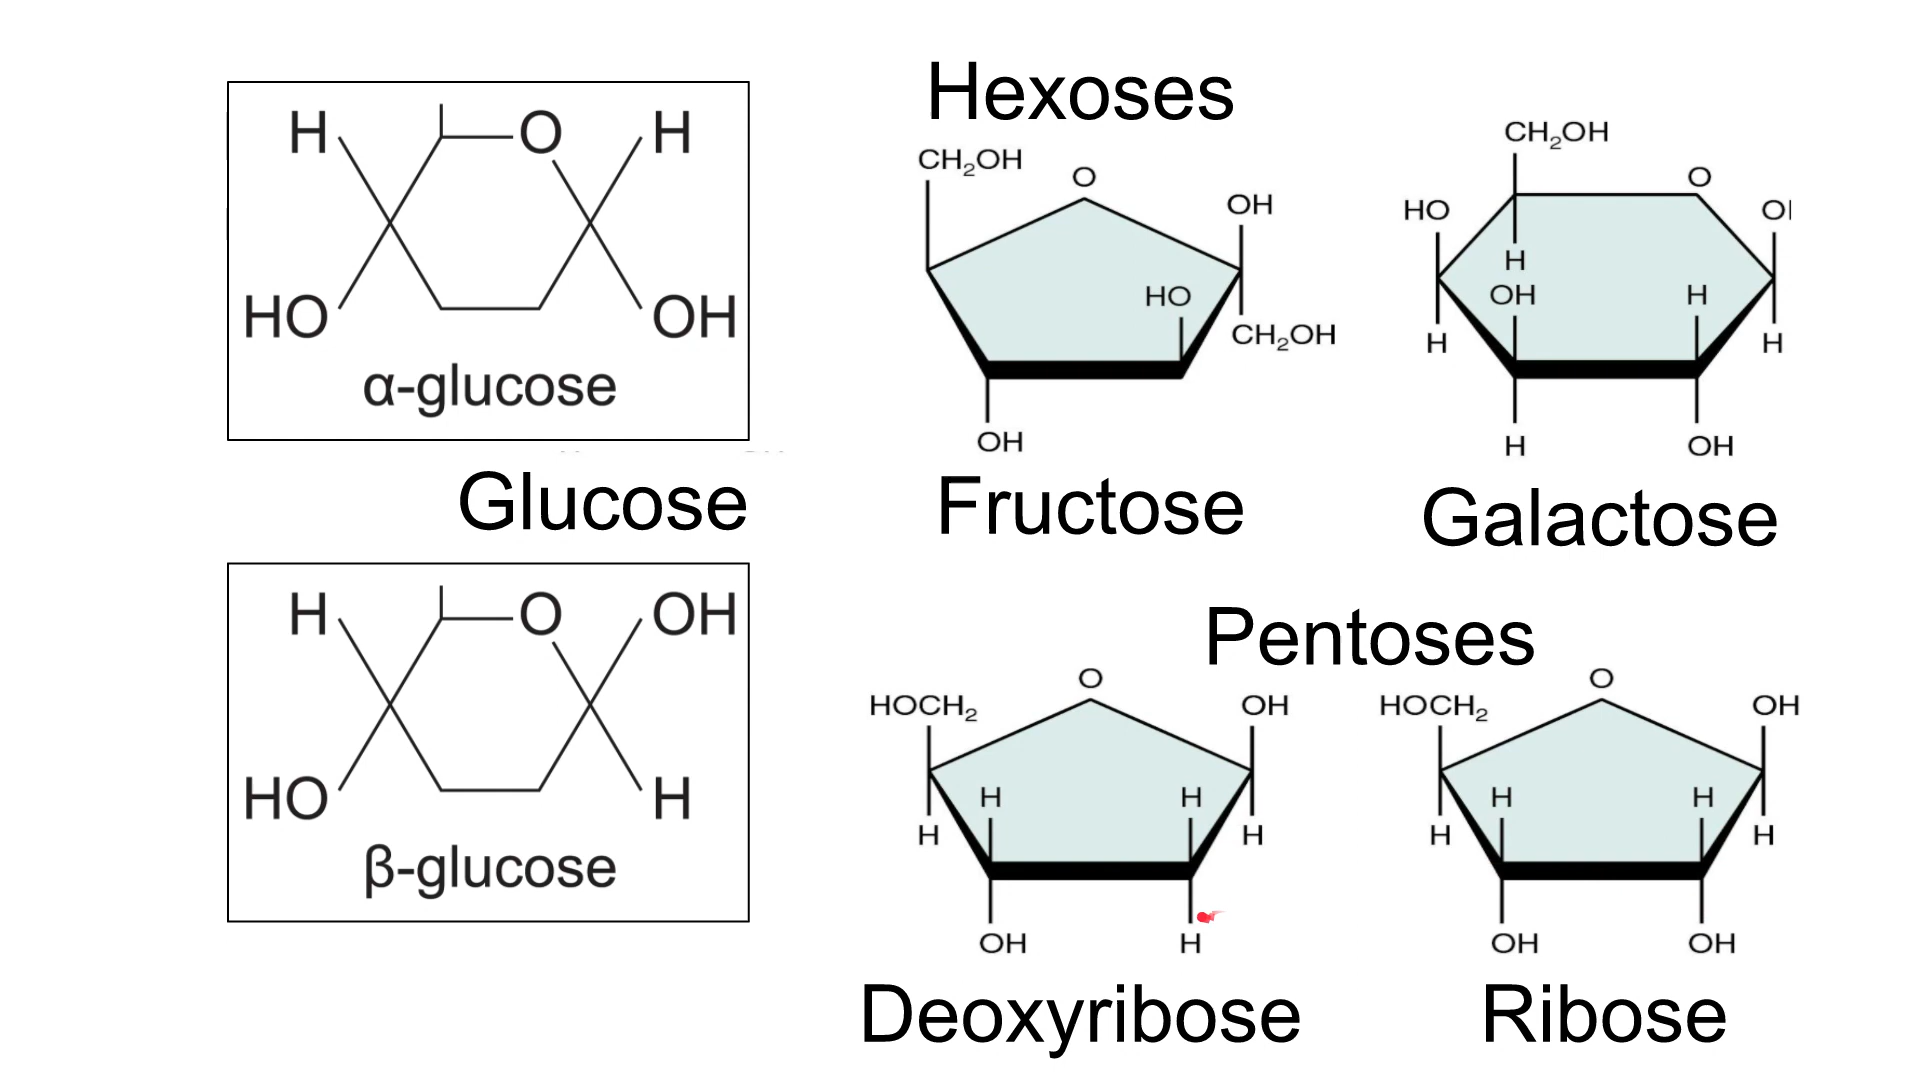 Hexoses
H
O
H
HO
OH
α-glucose
Glucose
H
O
OH
HO
H
β-glucose
CH₂OH
O
OH
HO
CH₂OH
OH
Fructose
CH₂OH
O
HO
H
OH
H
H
H
H
OH
Galactose
Pentoses
HOCH₂
O
OH
H
H
H
H
OH
H
Deoxyribose
HOCH₂
O
OH
H
H
H
H
OH
OH
Ribose